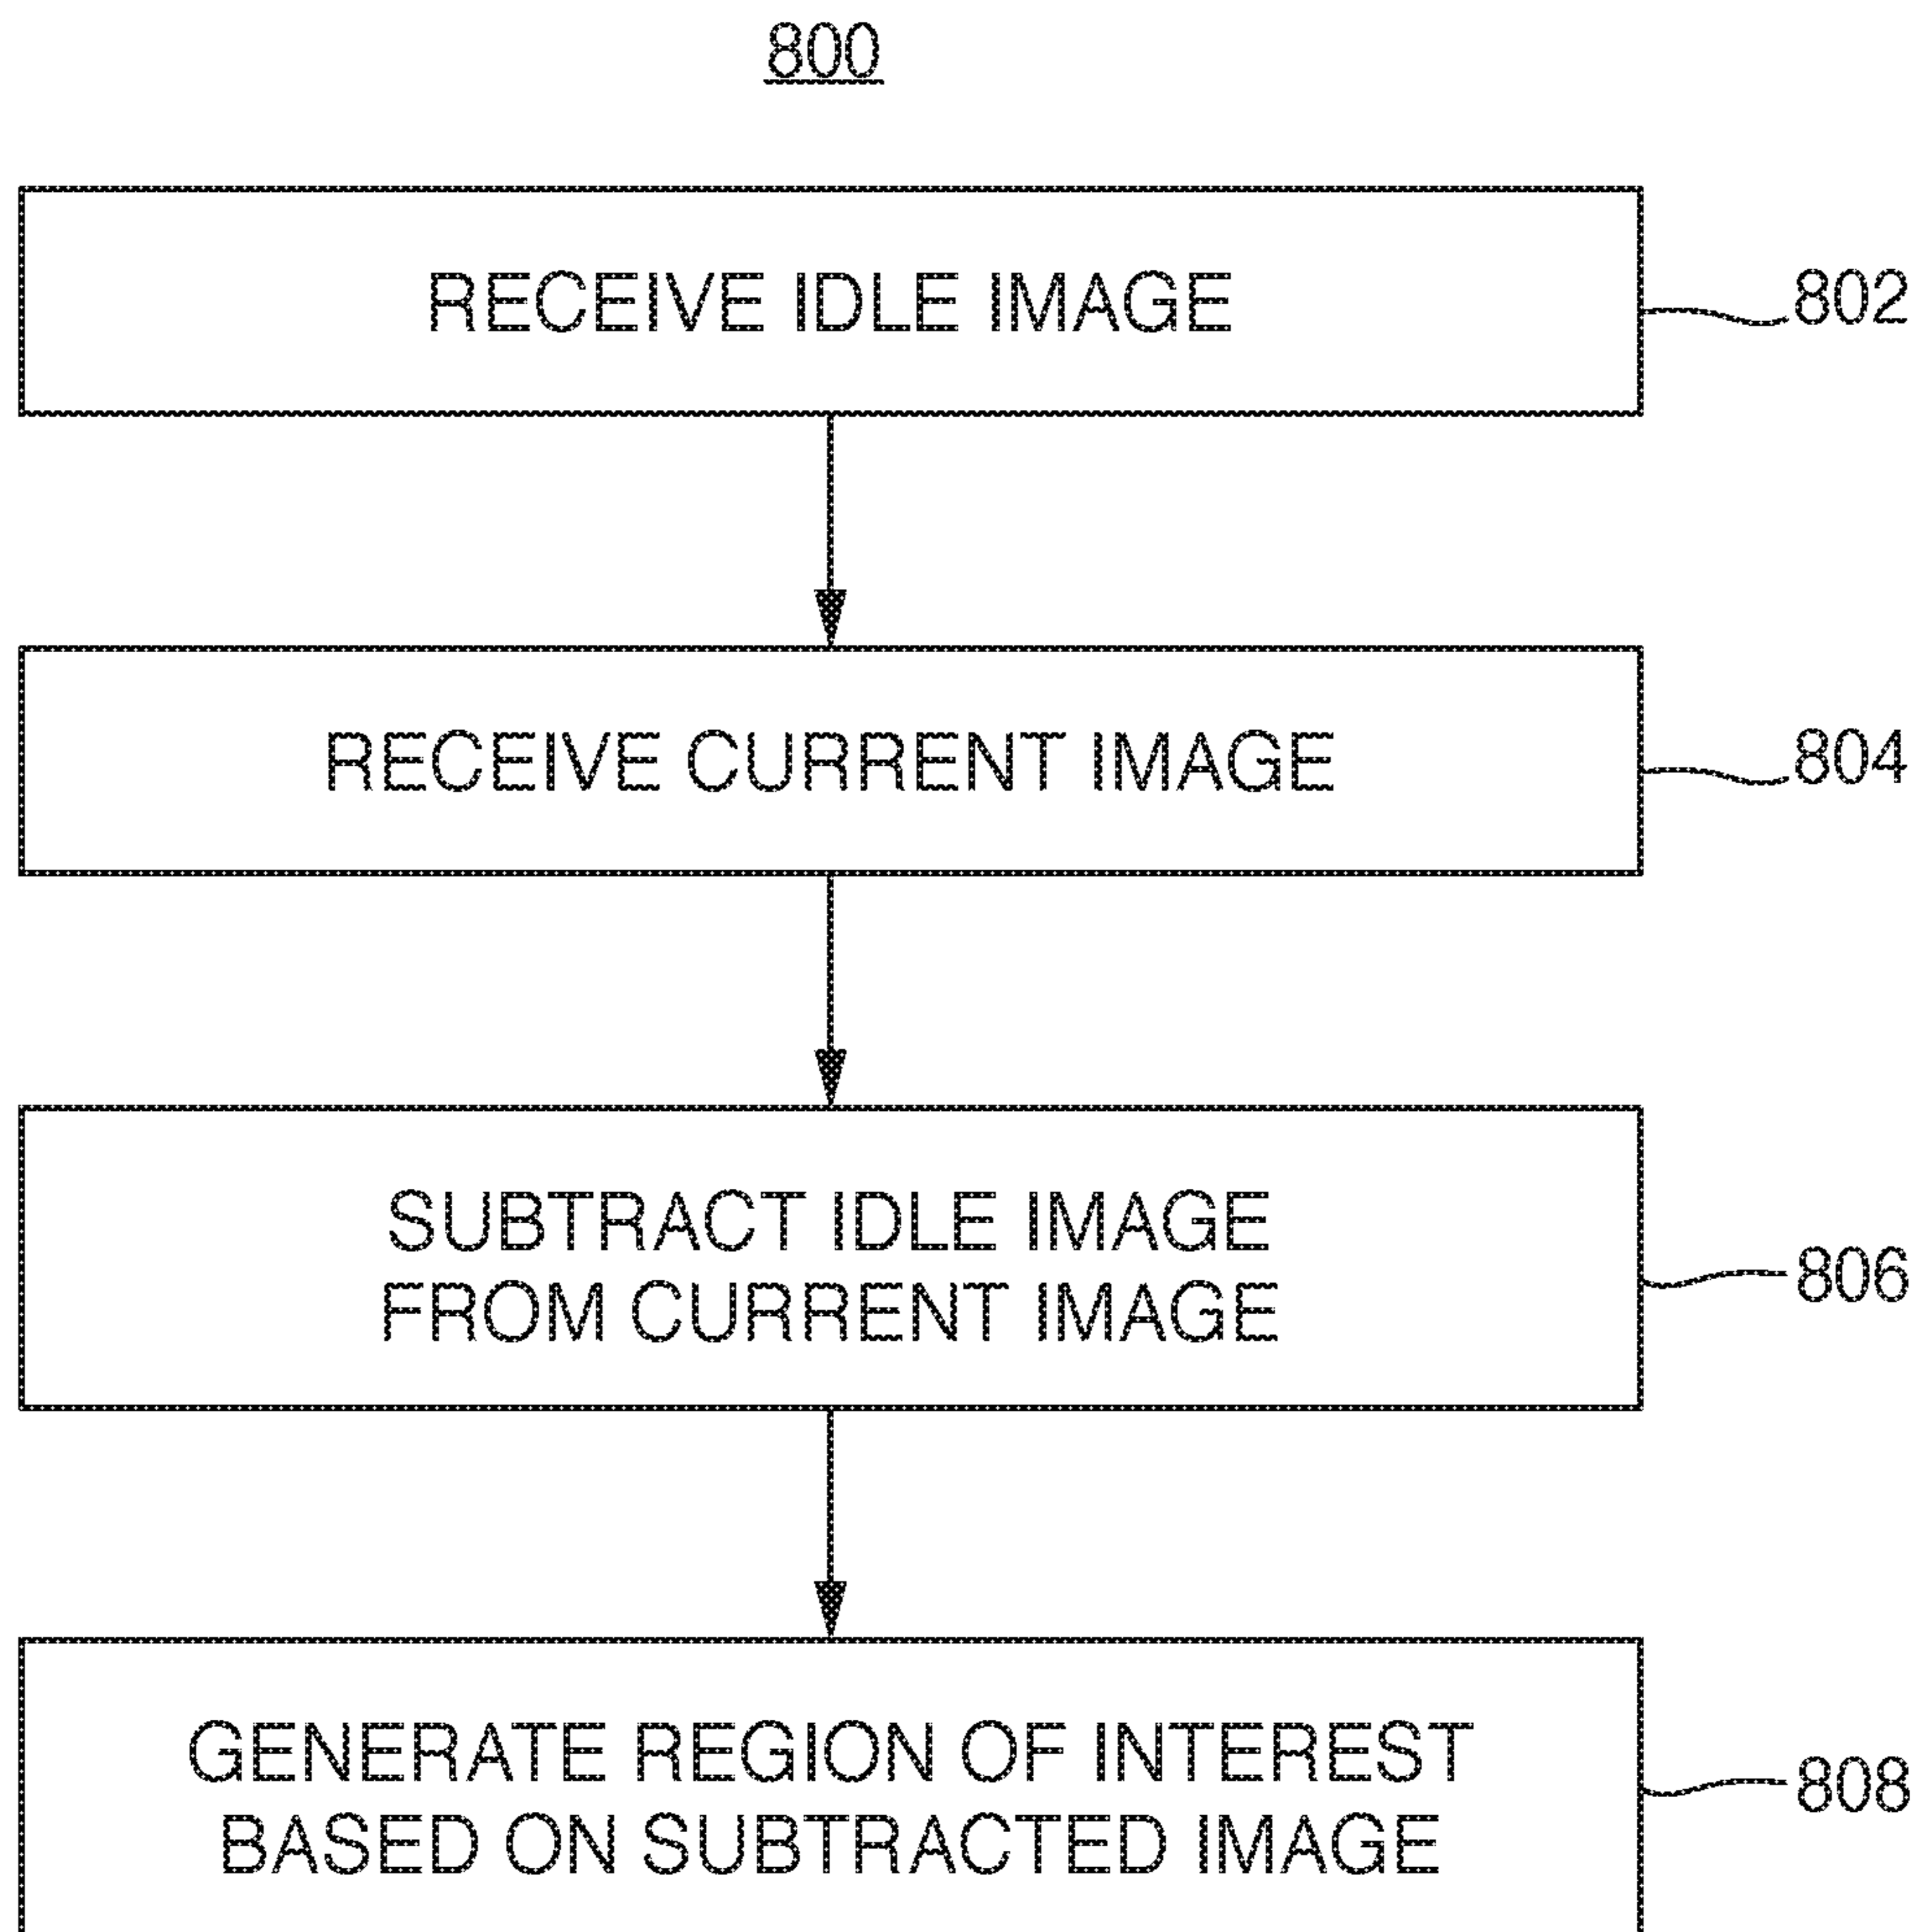 800
RECEIVE IDLE IMAGE
802
RECEIVE CURRENT IMAGE
804
SUBTRACT IDLE IMAGE
FROM CURRENT IMAGE
806
GENERATE REGION OF INTEREST
BASED ON SUBTRACTED IMAGE
808